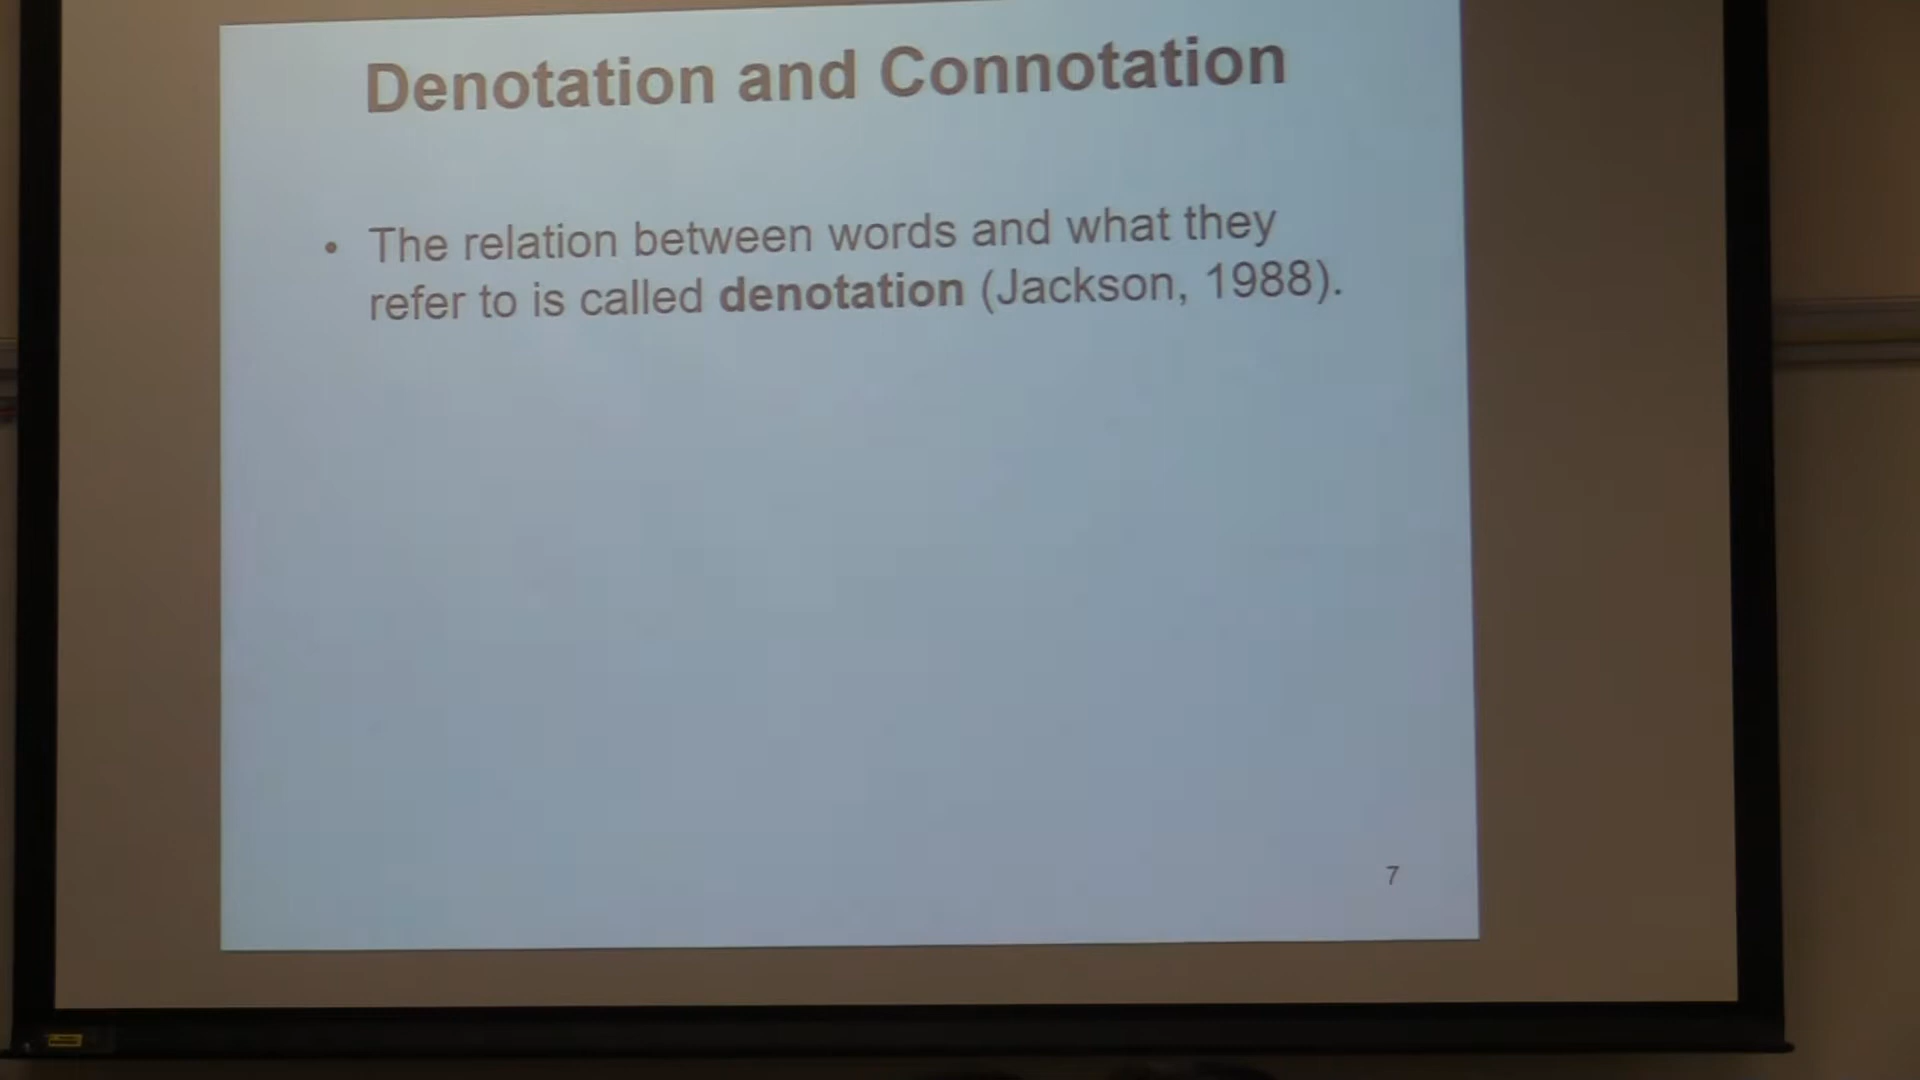 Denotation and Connotation
• The relation between words and what they
refer to is called denotation (Jackson, 1988).
7